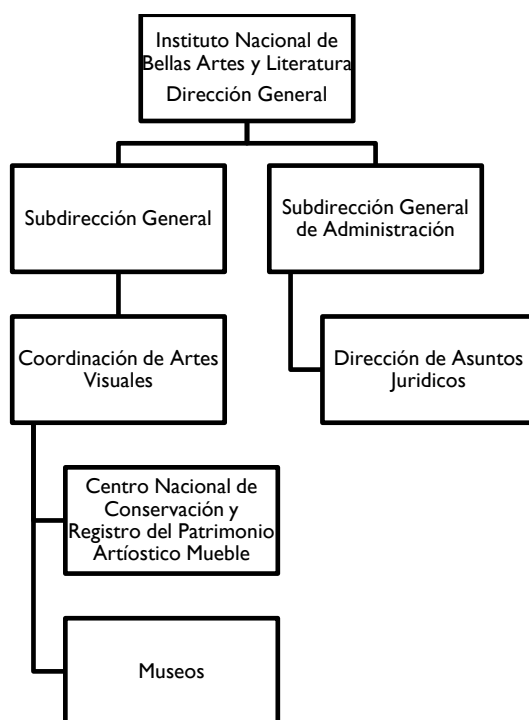 Instituto Nacional de
Bellas Artes y Literatura
Dirección General
Subdirección General
Subdirección General
de Administración
Coordinación de Artes
Visuales
Dirección de Asuntos
Juridicos
Centro Nacional de
Conservación y
Registro del Patrimonio
Artíostico Mueble
Museos